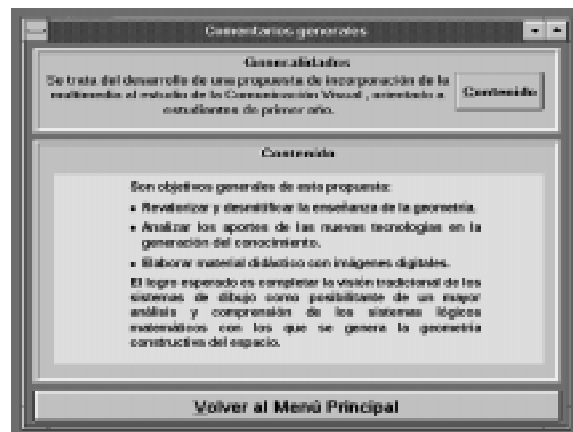 Comentarios generales
Generalidades
Se trata del desarrollo de una propuesta de incorporación de la
multimedia al estudio de la Comunicación Visual , orientado a
estudiantes de primer año.
Contenido
Contenido
Son objetivos generales de esta propuesta:
• Revalorizar y desmitificar la enseñanza de la geometría.
• Analizar los aportes de las nuevas tecnologías en la
generación del conocimiento.
• Elaborar material didáctico con imágenes digitales.
El logro esperado es completar la visión tradicional de los
sistemas de dibujo como posibilitante de un mayor
análisis y comprensión de los sistemas lógicos
matemáticos con los que se genera la geometría
constructiva del espacio.
Volver al Menú Principal